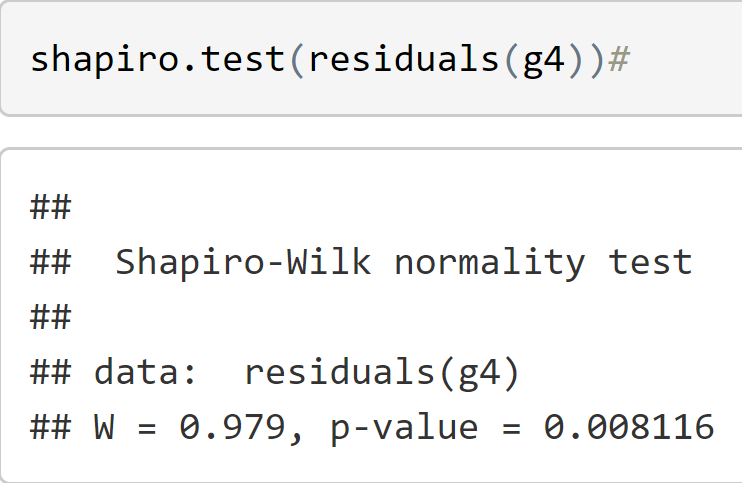 shapiro.test(residuals(g4))#
##
##  Shapiro-Wilk normality test
##
## data:  residuals(g4)
## W = 0.979, p-value = 0.008116